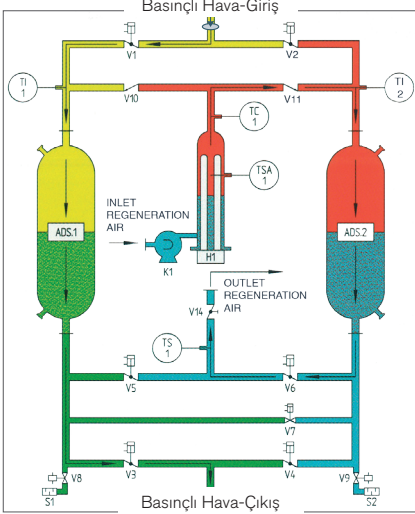 Basınçlı Hava-Giriş
V1
V2
TI
1
V10
V11
TI
2
TC
1
TSA
1
INLET
REGENERATION
AIR
ADS.1
ADS.2
K1
H1
OUTLET
REGENERATION
AIR
V14
TS
1
V5
V6
V7
V8
V3
V4
V9
S1
S2
Basınçlı Hava-Çıkış